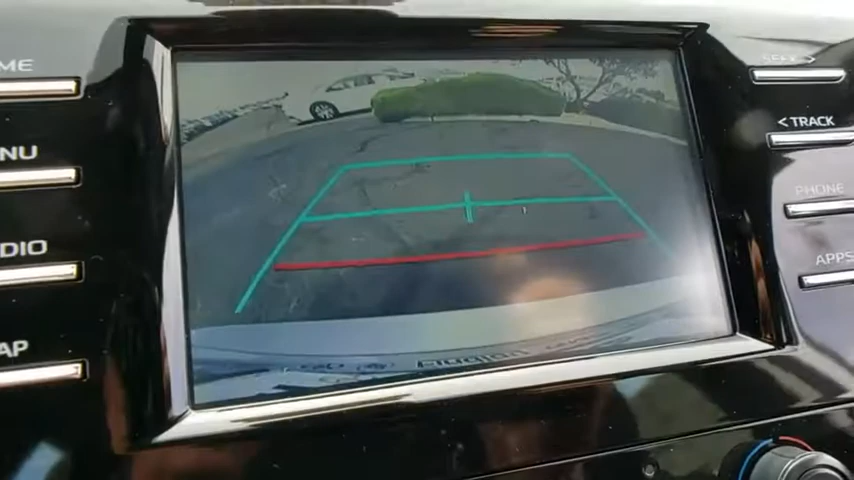 ME
NU
DIO
AP
SEEK >
< TRACK
PHONE
APPS